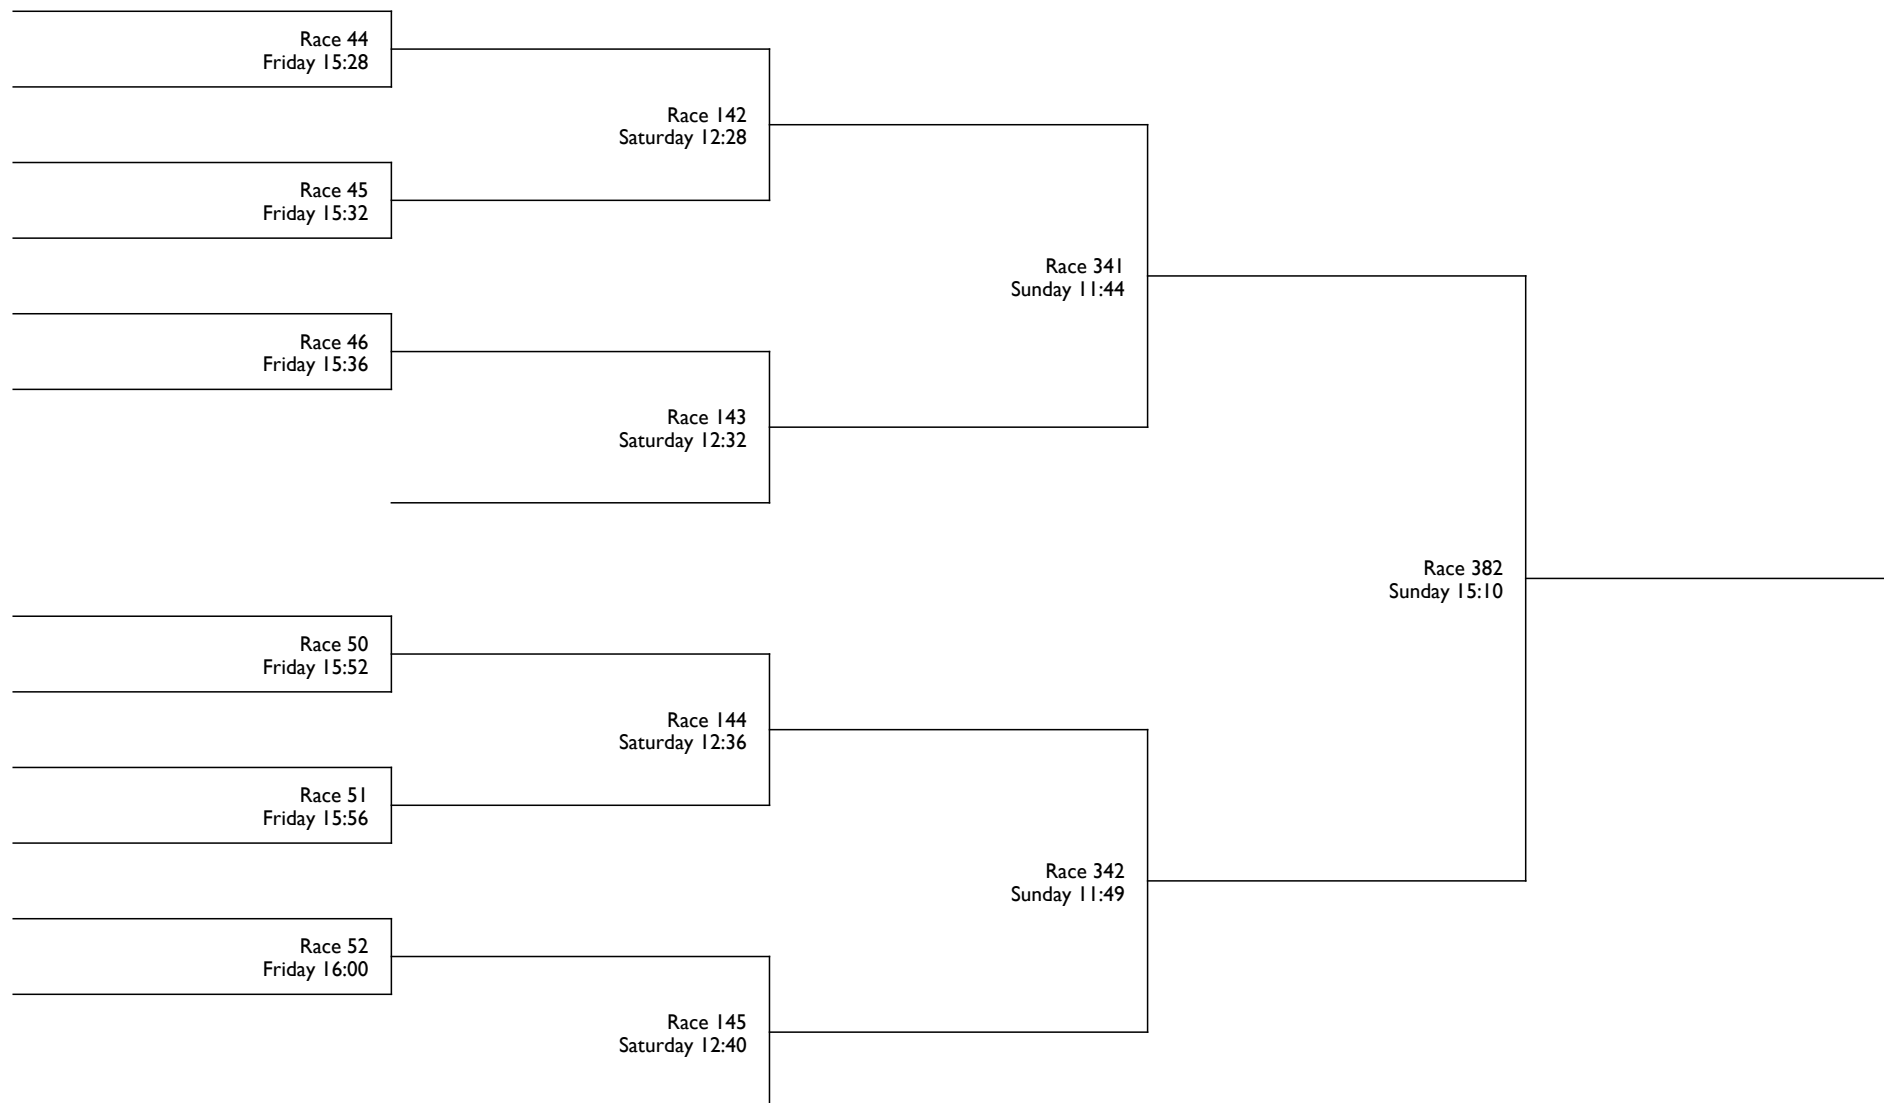 Race 44
Friday 15:28
Race 142
Saturday 12:28
Race 45
Friday 15:32
Race 341
Sunday 11:44
Race 46
Friday 15:36
Race 143
Saturday 12:32
Race 382
Sunday 15:10
Race 50
Friday 15:52
Race 144
Saturday 12:36
Race 51
Friday 15:56
Race 342
Sunday 11:49
Race 52
Friday 16:00
Race 145
Saturday 12:40